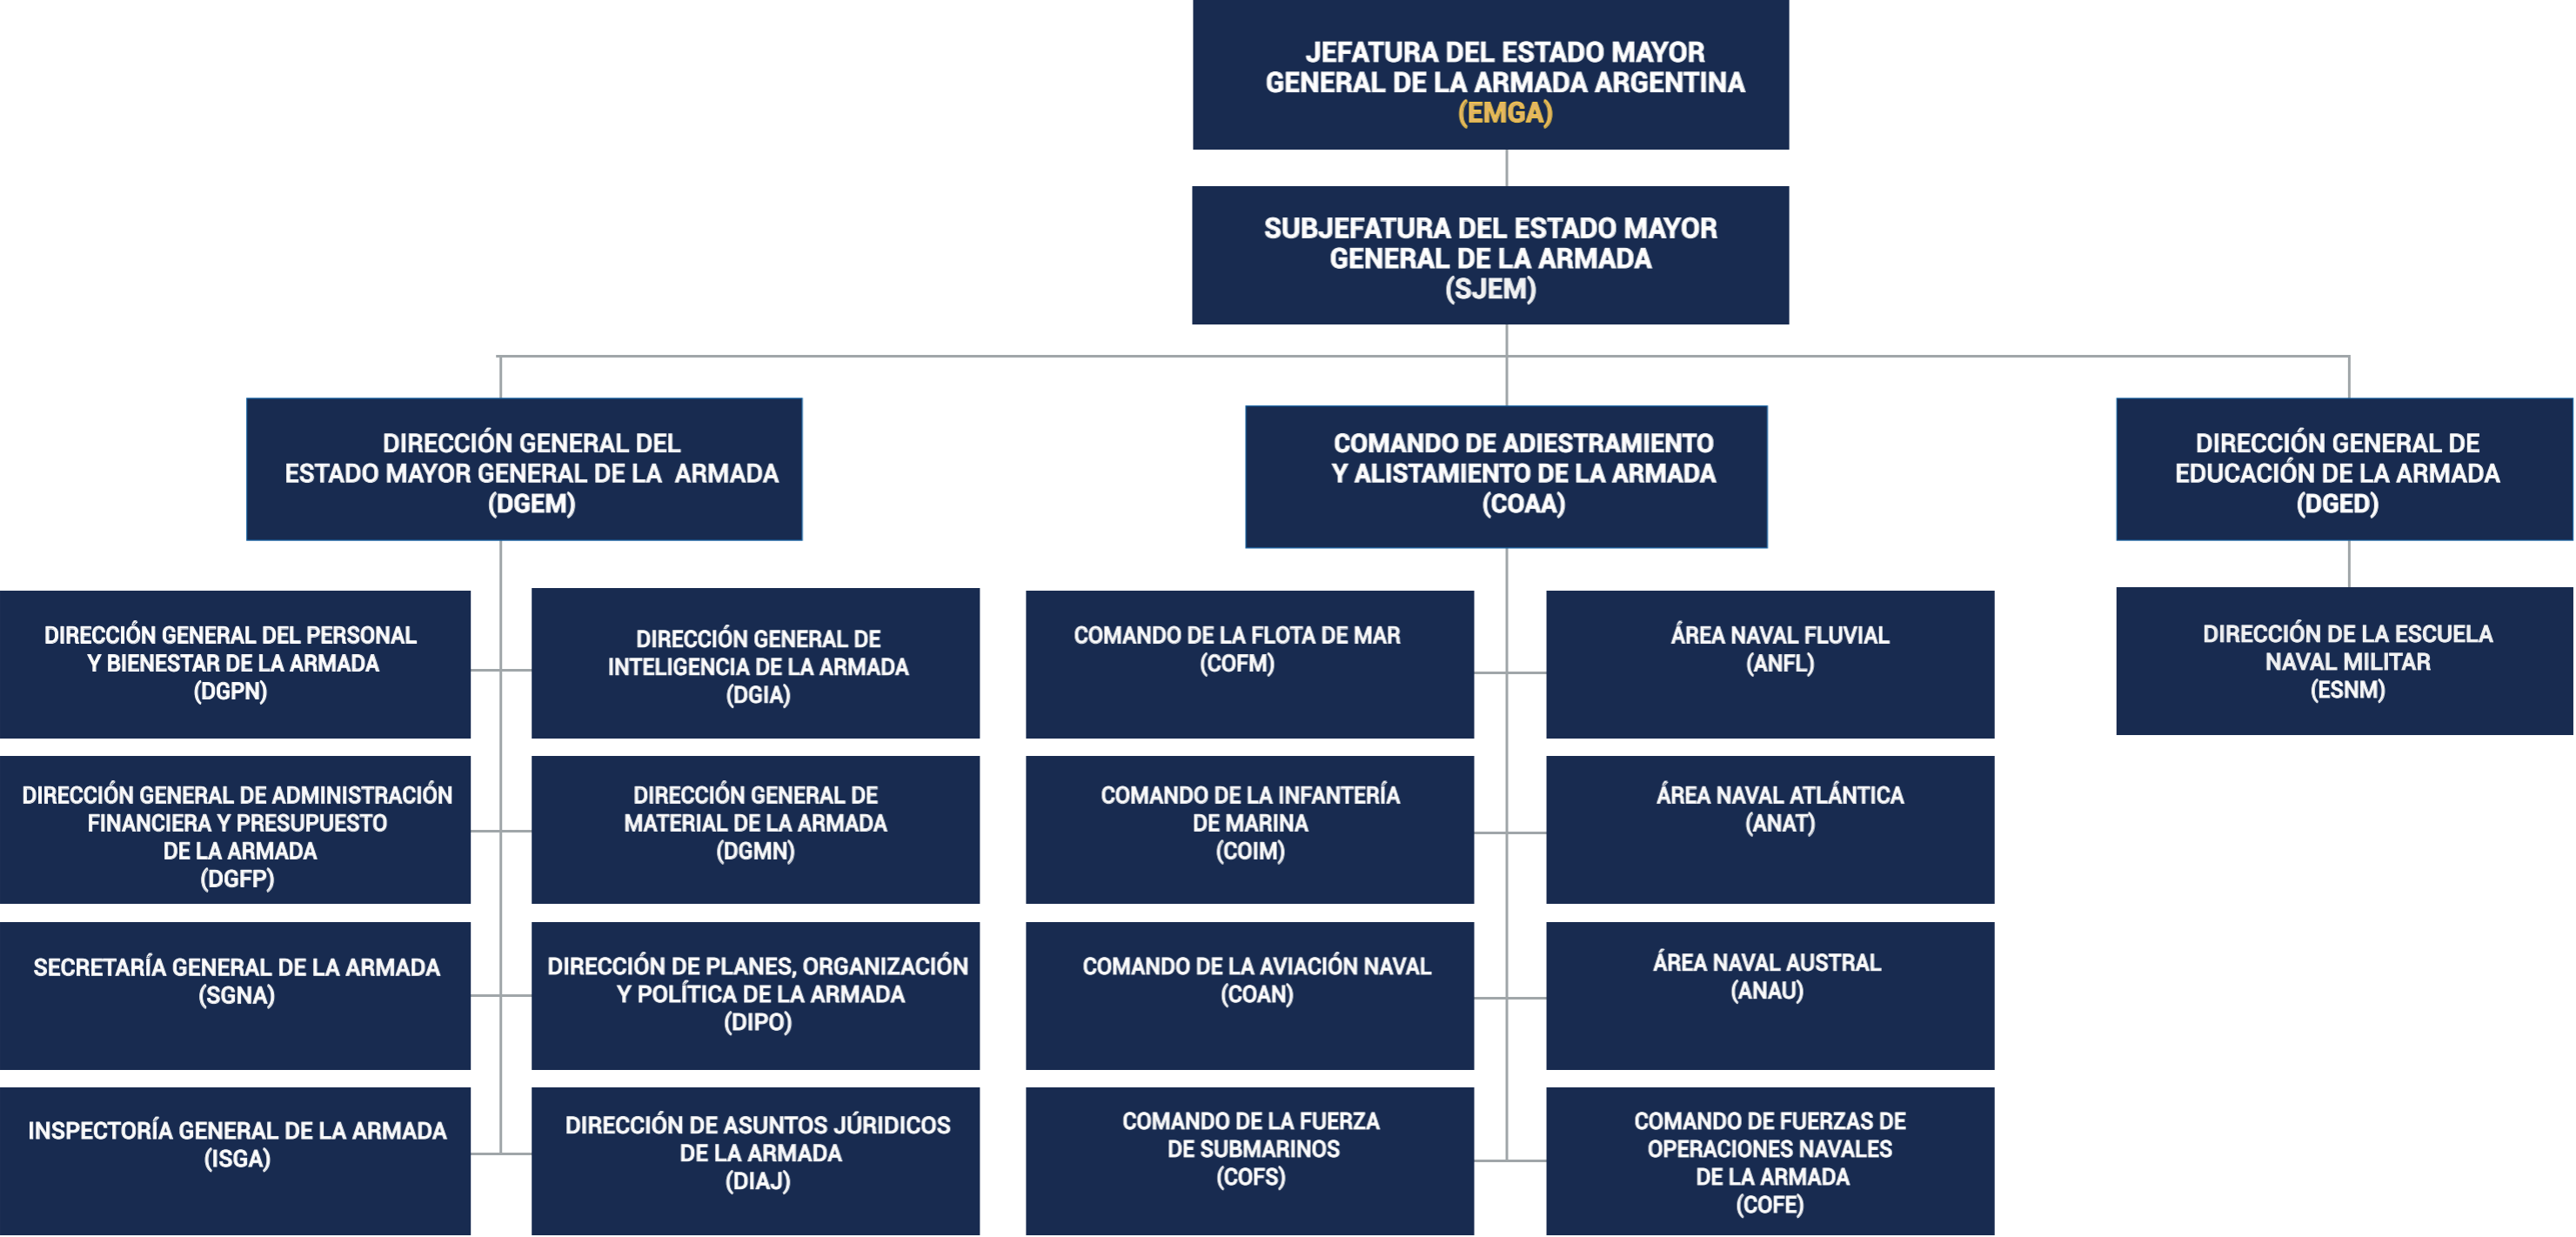 JEFATURA DEL ESTADO MAYOR
GENERAL DE LA ARMADA ARGENTINA
(EMGA)
SUBJEFATURA DEL ESTADO MAYOR
GENERAL DE LA ARMADA
(SJEM)
DIRECCIÓN GENERAL DEL
ESTADO MAYOR GENERAL DE LA ARMADA
(DGEM)
COMANDO DE ADIESTRAMIENTO
Y ALISTAMIENTO DE LA ARMADA
(COAA)
DIRECCIÓN GENERAL DE
EDUCACIÓN DE LA ARMADA
(DGED)
DIRECCIÓN GENERAL DEL PERSONAL
Y BIENESTAR DE LA ARMADA
(DGPN)
DIRECCIÓN GENERAL DE
INTELIGENCIA DE LA ARMADA
(DGIA)
COMANDO DE LA FLOTA DE MAR
(COFM)
ÁREA NAVAL FLUVIAL
(ANFL)
DIRECCIÓN DE LA ESCUELA
NAVAL MILITAR
(ESNM)
DIRECCIÓN GENERAL DE ADMINISTRACIÓN
FINANCIERA Y PRESUPUESTO
DE LA ARMADA
(DGFP)
DIRECCIÓN GENERAL DE
MATERIAL DE LA ARMADA
(DGMN)
COMANDO DE LA INFANTERÍA
DE MARINA
(COIM)
ÁREA NAVAL ATLÁNTICA
(ANAT)
SECRETARÍA GENERAL DE LA ARMADA
(SGNA)
DIRECCIÓN DE PLANES, ORGANIZACIÓN
Y POLÍTICA DE LA ARMADA
(DIPO)
COMANDO DE LA AVIACIÓN NAVAL
(COAN)
ÁREA NAVAL AUSTRAL
(ANAU)
INSPECTORÍA GENERAL DE LA ARMADA
(ISGA)
DIRECCIÓN DE ASUNTOS JÚRIDICOS
DE LA ARMADA
(DIAJ)
COMANDO DE LA FUERZA
DE SUBMARINOS
(COFS)
COMANDO DE FUERZAS DE
OPERACIONES NAVALES
DE LA ARMADA
(COFE)